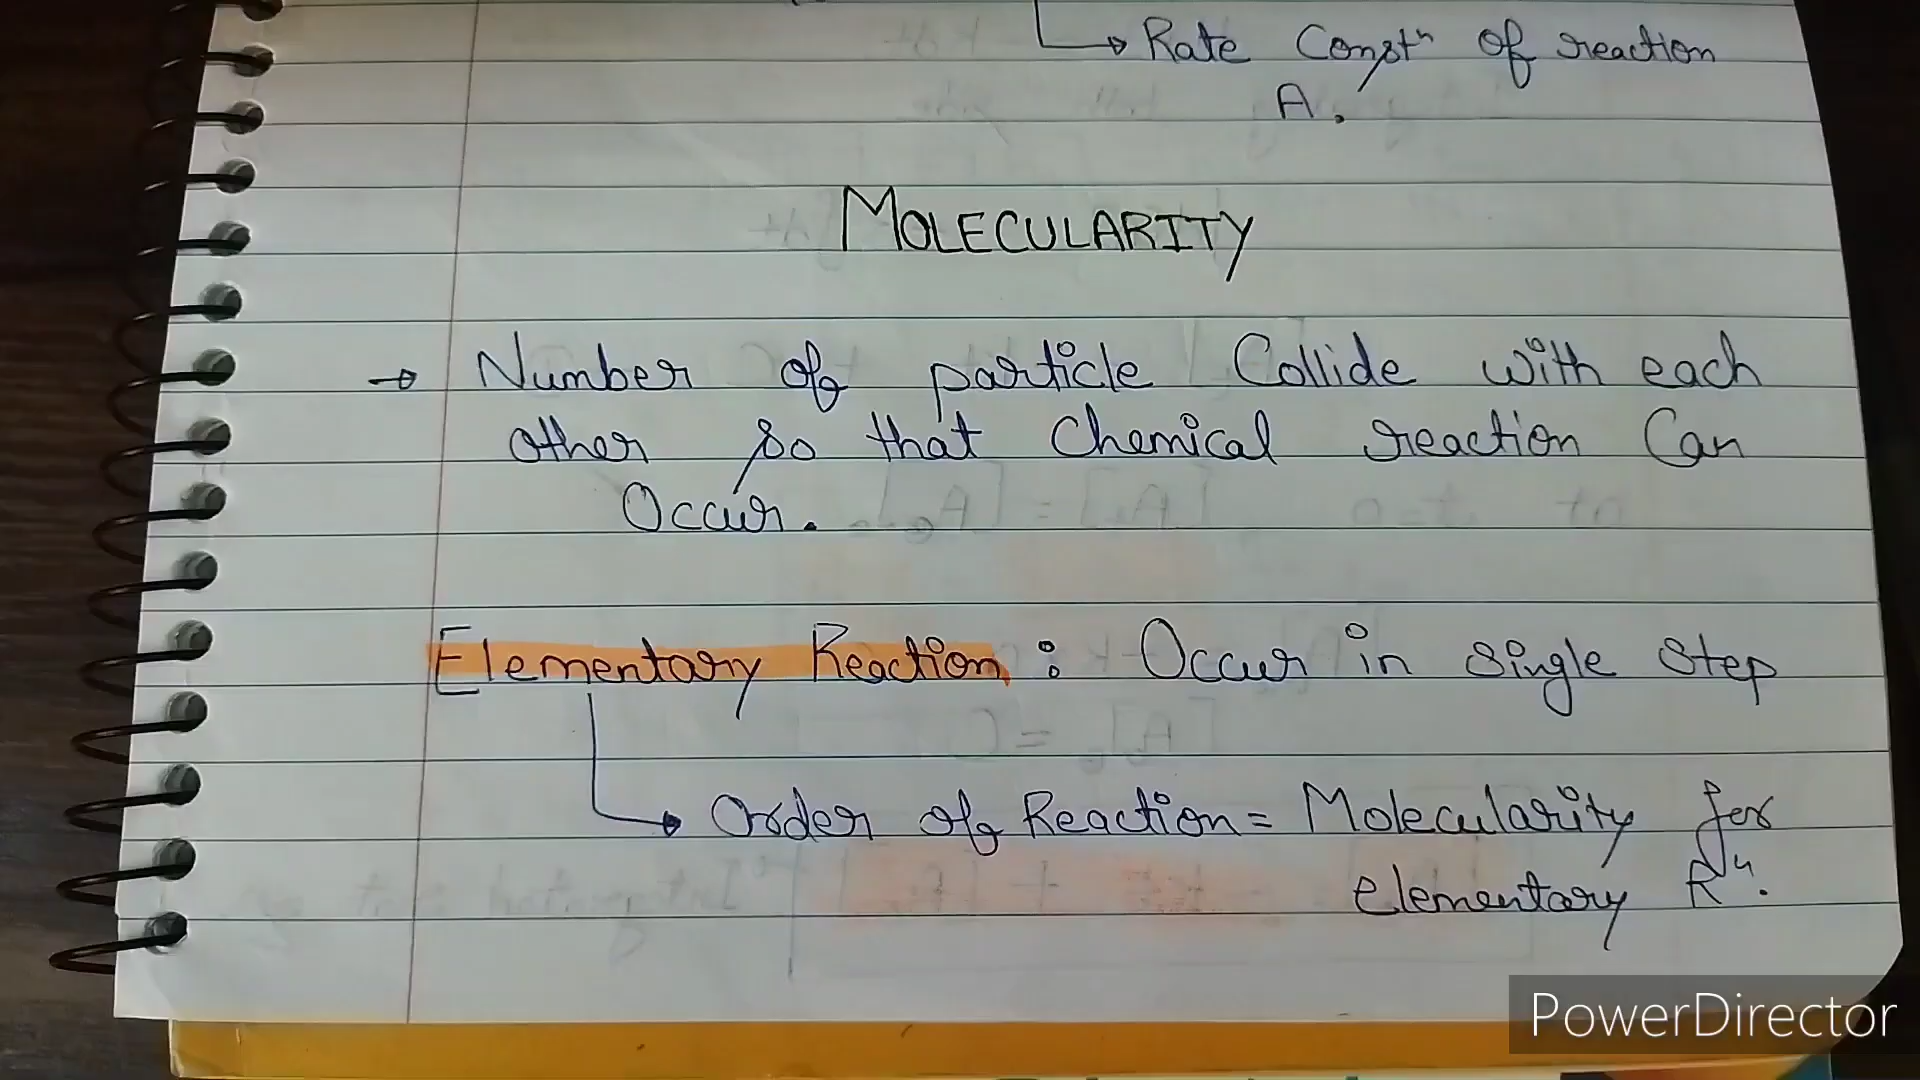 Rate Constⁿ of reaction
A.
MOLECULARITY
→ Number of particle Collide with each
other so that Chemical reaction Can
Occur.
Elementary Reaction : Occur in single step
Order of Reaction = Molecularity for
elementary Rⁿ.
PowerDirector